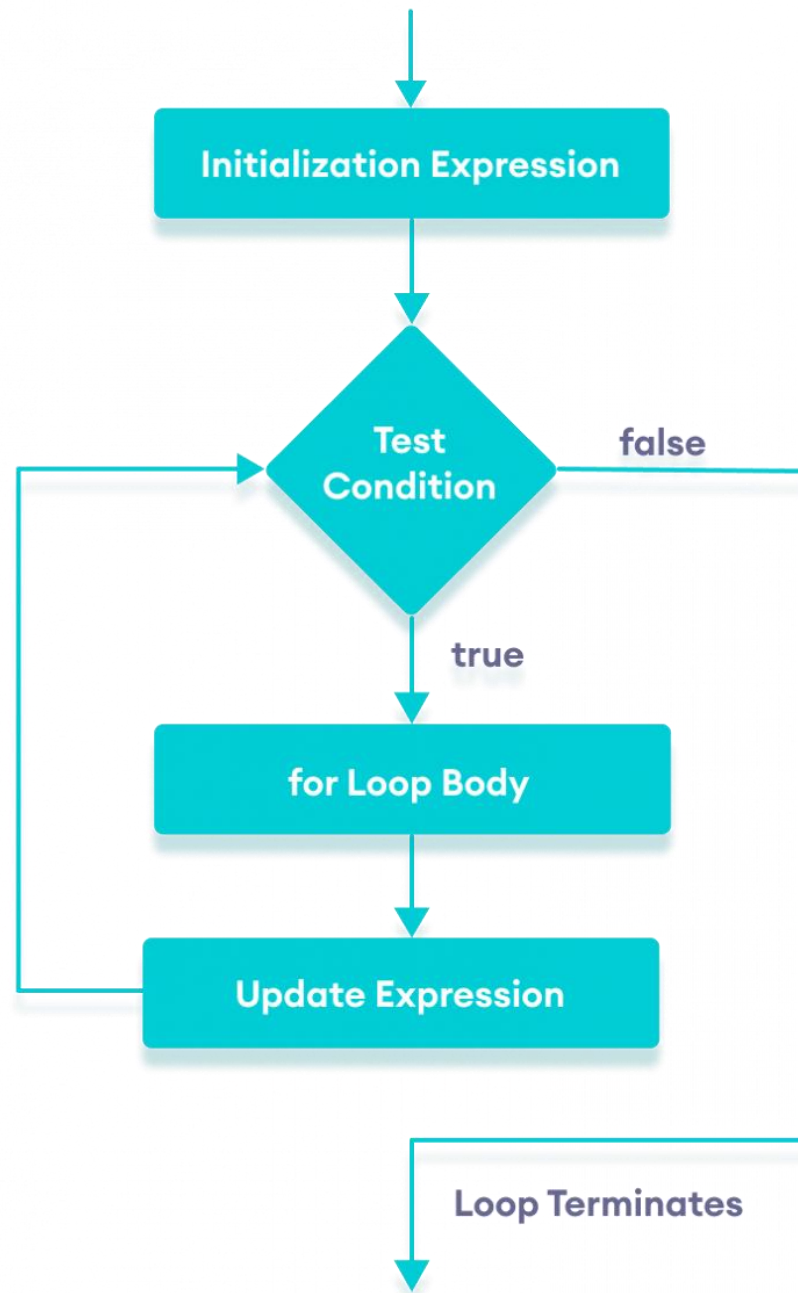 Initialization Expression
Test
Condition
false
true
for Loop Body
Update Expression
Loop Terminates